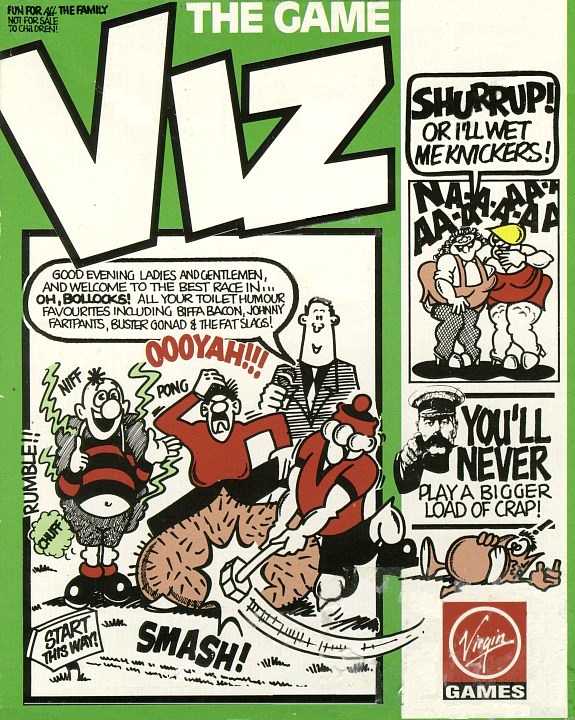 FUN FOR ALL THE FAMILY
NOT FOR SALE
TO CHILDREN!
THE GAME
VIZ
SHURRUP!
OR I'LL WET
ME KNICKERS!
NA-A-A-AA-A
AA-A-A-A-A
GOOD EVENING LADIES AND GENTLEMEN,
AND WELCOME TO THE BEST RACE IN...
OH, BOLLOCKS! ALL YOUR TOILET HUMOUR
FAVOURITES INCLUDING BIFFA BACON, JOHNNY
FARTPANTS, BUSTER GONAD & THE FAT SLAGS!
OOOYAH!!!
NIFF
PONG
RUMBLE!!
CHUFF
YOU'LL
NEVER
PLAY A BIGGER
LOAD OF CRAP!
START
THIS WAY!
SMASH!
Virgin
GAMES